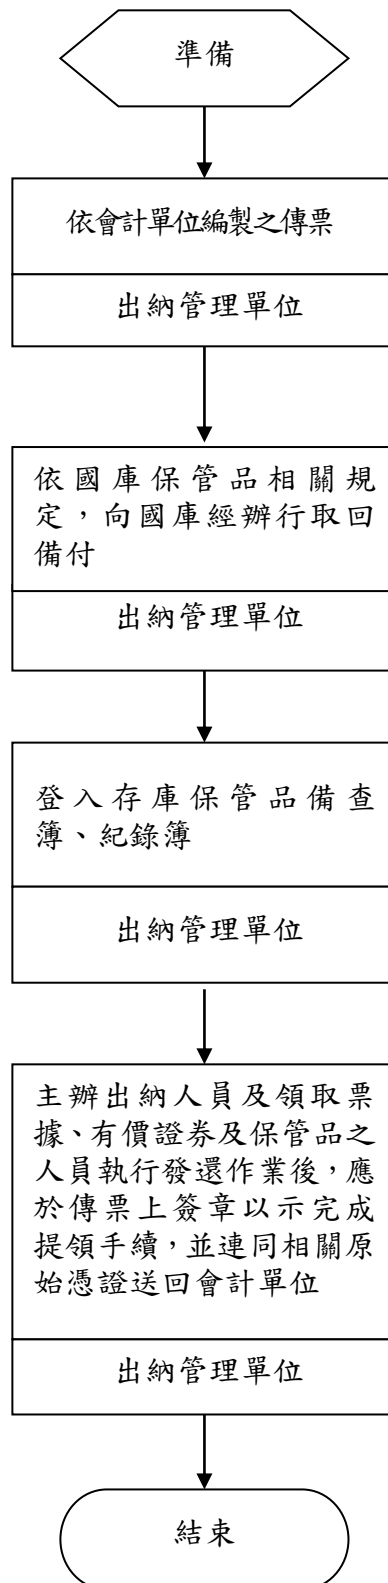 準備
依會計單位編製之傳票
出納管理單位
依國庫保管品相關規
定，向國庫經辦行取回
備付
出納管理單位
登入存庫保管品備查
簿、紀錄簿
出納管理單位
主辦出納人員及領取票
據、有價證券及保管品之
人員執行發還作業後，應
於傳票上簽章以示完成
提領手續，並連同相關原
始憑證送回會計單位
出納管理單位
結束